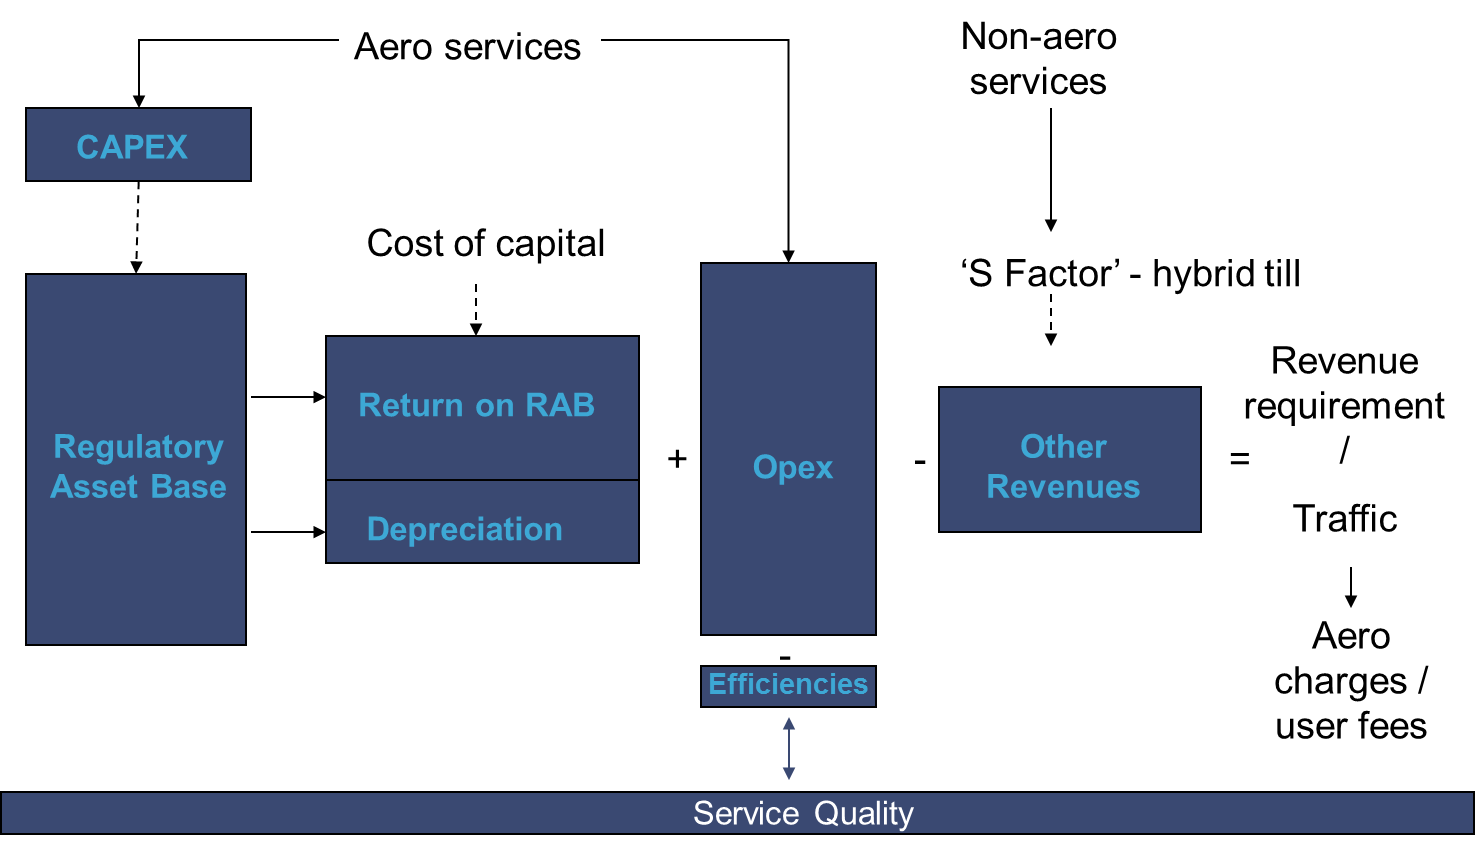 Aero services
Non-aero
services
CAPEX
Cost of capital
‘S Factor’ - hybrid till
Regulatory
Asset Base
Return on RAB
Depreciation
+
Opex
-
Efficiencies
-
Other
Revenues
=
Revenue
requirement
/
Traffic
Aero
charges /
user fees
Service Quality